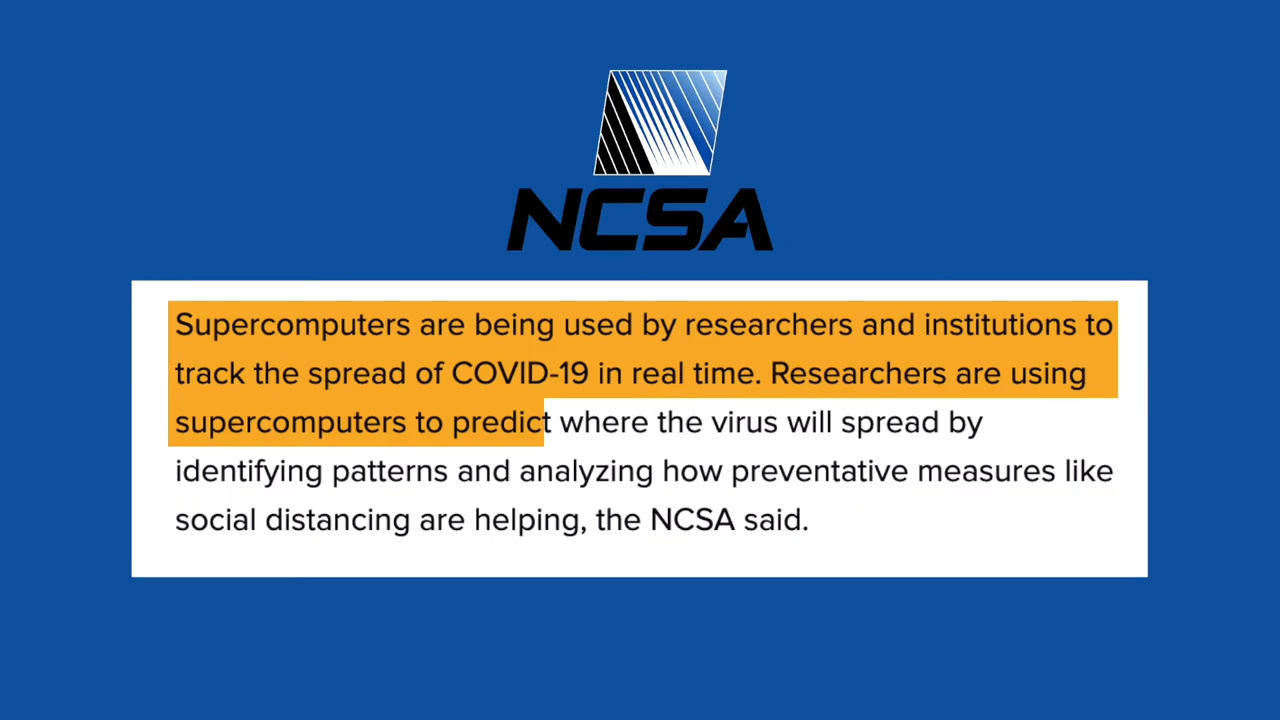 NCSA
Supercomputers are being used by researchers and institutions to
track the spread of COVID-19 in real time. Researchers are using
supercomputers to predict where the virus will spread by
identifying patterns and analyzing how preventative measures like
social distancing are helping, the NCSA said.